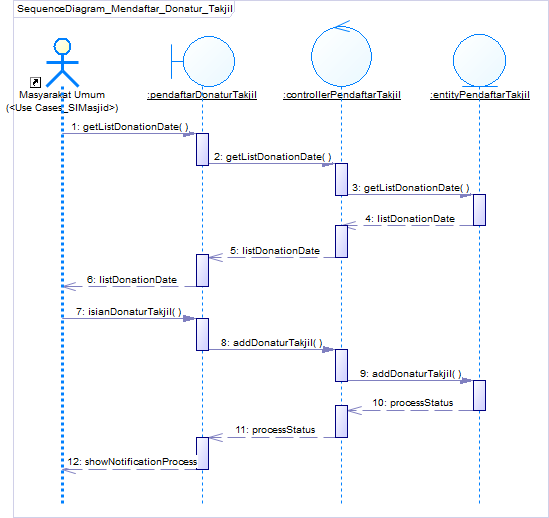 SequenceDiagram_Mendaftar_Donatur_Takjil
Masyarakat Umum
(<Use Cases_SIMasjid>)
:pendaftarDonaturTakjil
:controllerPendaftarTakjil
:entityPendaftarTakjil
1: getListDonationDate( )
2: getListDonationDate( )
3: getListDonationDate( )
4: listDonationDate
5: listDonationDate
6: listDonationDate
7: isianDonaturTakjil( )
8: addDonaturTakjil( )
9: addDonaturTakjil( )
10: processStatus
11: processStatus
12: showNotificationProcess